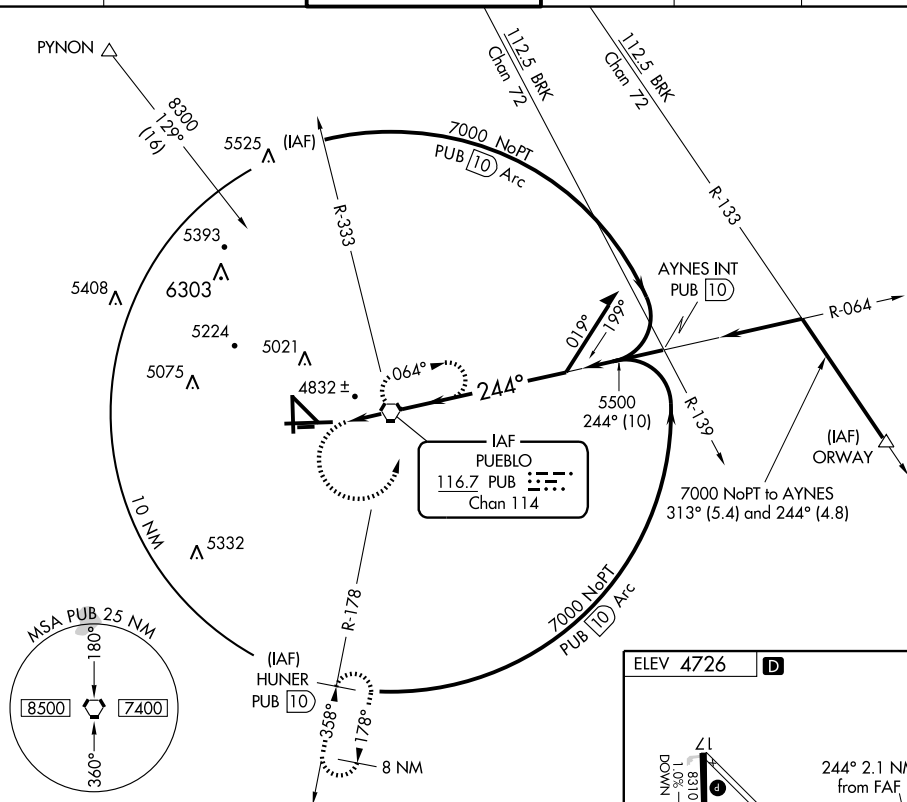 PYNON
8300
129°
(16)
5525
(IAF)
7000 NoPT
PUB 10 Arc
112.5 BRK
Chan 72
112.5 BRK
Chan 72
R-133
R-333
5393
6303
5408
5224
5075
5021
4832 ±
064°
244°
019°
199°
AYNES INT
PUB 10
R-064
5500
244° (10)
R-139
(IAF)
ORWAY
7000 NoPT to AYNES
313° (5.4) and 244° (4.8)
IAF
PUEBLO
116.7 PUB
Chan 114
10 NM
5332
R-178
7000 NoPT
PUB 10 Arc
(IAF)
HUNER
PUB 10
358°
178°
8 NM
MSA PUB 25 NM
180°
8500
7400
360°
ELEV 4726 D
17
8310
1.0%
DOWN
P
244° 2.1 NM
from FAF